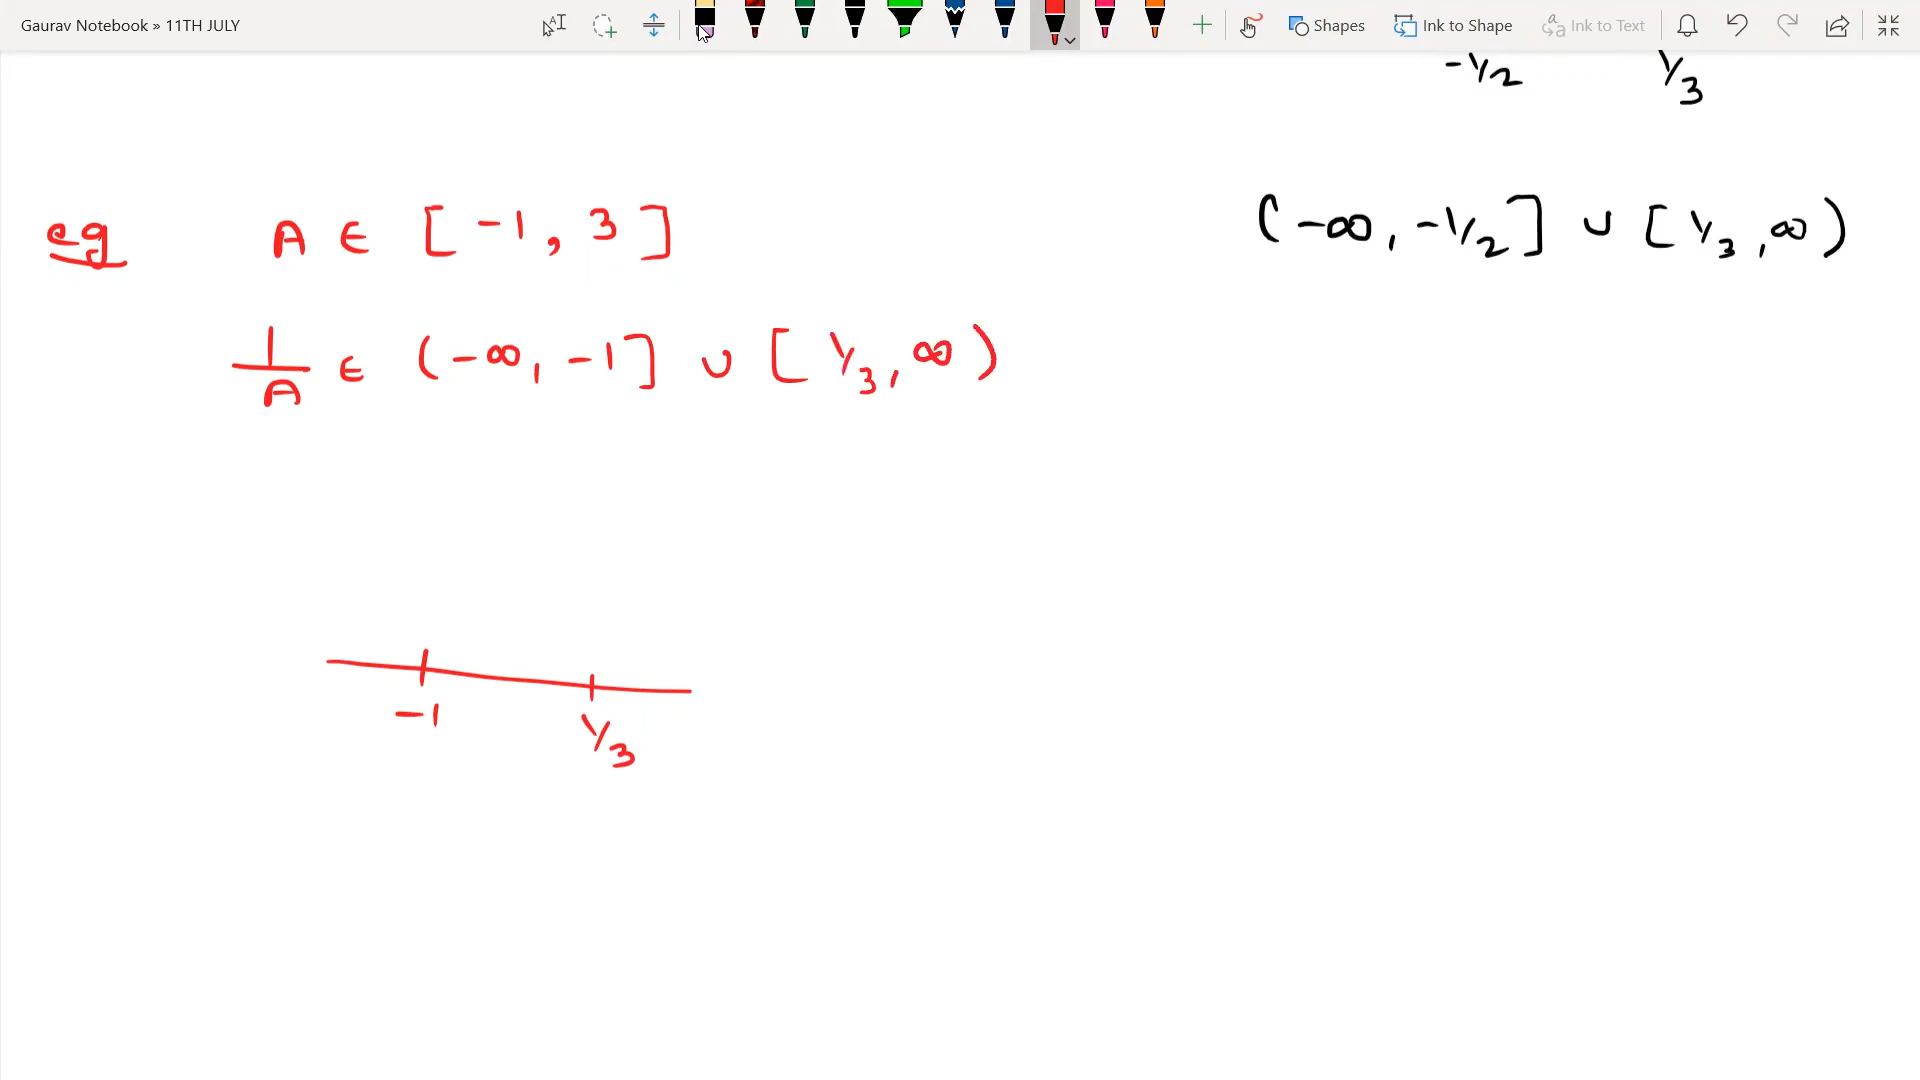 Gaurav Notebook » 11TH JULY
Shapes
Ink to Shape
Ink to Text
-1/2 1/3
eg A ∈ [ -1 , 3 ]
(-∞, -1/2] ∪ [ 1/3 , ∞ )
1/A ∈ (-∞, -1] ∪ [ 1/3 , ∞ )
-1 1/3